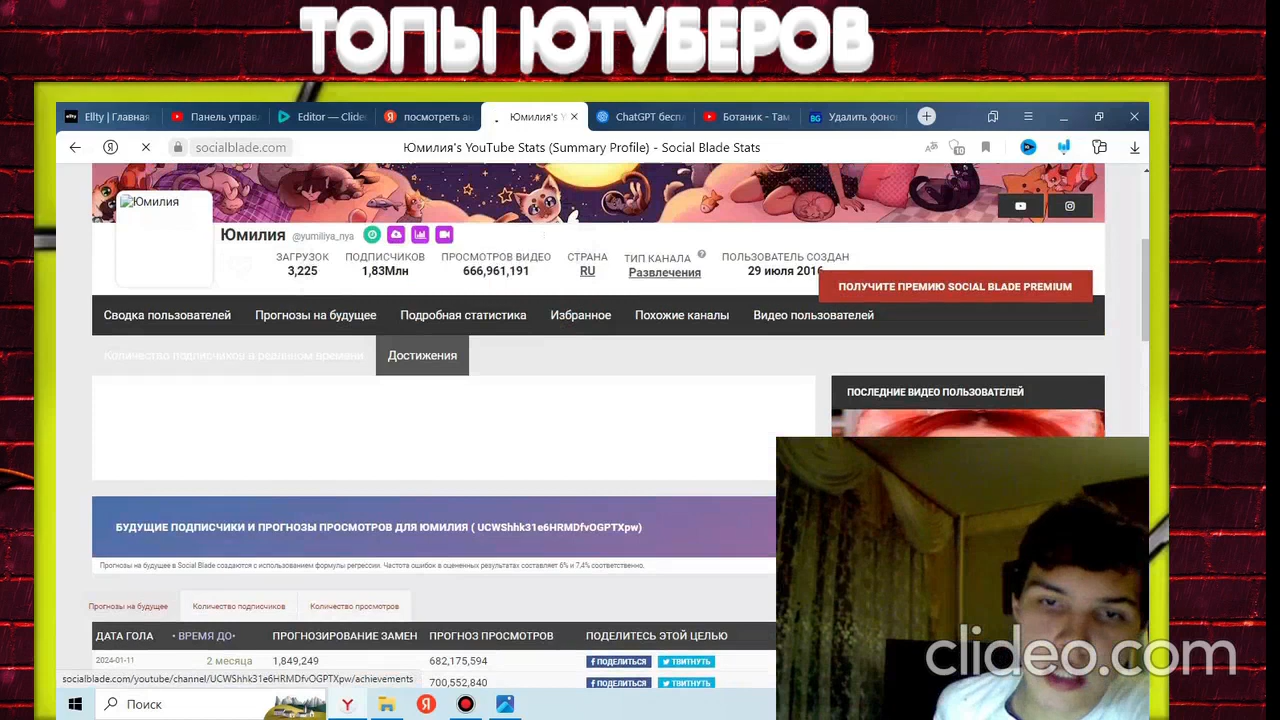 ТОПЫ ЮТУБЕРОВ
Ellty | Главная
Панель управ
Editor — Clide
посмотреть ан
Юмилия's Y
ChatGPT бесп
Ботаник - Там
Удалить фоно
socialblade.com
Юмилия's YouTube Stats (Summary Profile) - Social Blade Stats
10
Юмилия
Юмилия @yumiliya_nya
ЗАГРУЗОК ПОДПИСЧИКОВ ПРОСМОТРОВ ВИДЕО СТРАНА ТИП КАНАЛА ПОЛЬЗОВАТЕЛЬ СОЗДАН
3,225 1,83Млн 666,961,191 RU Развлечения 29 июля 2016
ПОЛУЧИТЕ ПРЕМИЮ SOCIAL BLADE PREMIUM
Сводка пользователей Прогнозы на будущее Подробная статистика Избранное Похожие каналы Видео пользователей
Количество подписчиков в реальном времени Достижения
ПОСЛЕДНИЕ ВИДЕО ПОЛЬЗОВАТЕЛЕЙ
БУДУЩИЕ ПОДПИСЧИКИ И ПРОГНОЗЫ ПРОСМОТРОВ ДЛЯ ЮМИЛИЯ ( UCWShhk31e6HRMDfvOGPTXpw)
Прогнозы на будущее в Social Blade создаются с использованием формулы регрессии. Частота ошибок в оцененных результатах составляет 6% и 7,4% соответственно.
Прогнозы на будущее Количество подписчиков Количество просмотров
ДАТА ГОЛА • ВРЕМЯ ДО• ПРОГНОЗИРОВАНИЕ ЗАМЕН ПРОГНОЗ ПРОСМОТРОВ ПОДЕЛИТЕСЬ ЭТОЙ ЦЕЛЬЮ
2024-01-11 2 месяца 1,849,249 682,175,594 ПОДЕЛИТЬСЯ ТВИТНУТЬ
700,552,840 ПОДЕЛИТЬСЯ ТВИТНУТЬ
socialblade.com/youtube/channel/UCWShhk31e6HRMDfvOGPTXpw/achievements
Поиск
clideo.com